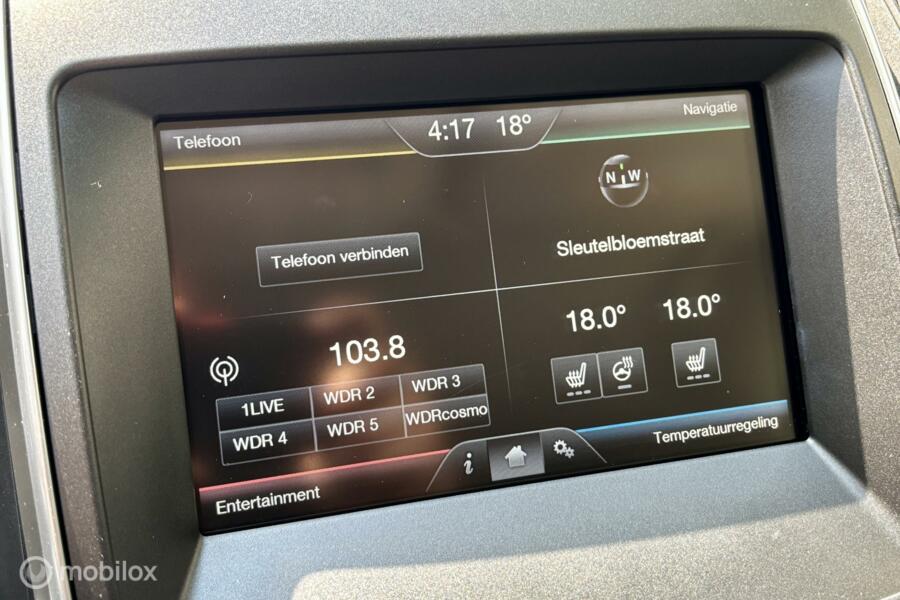 Telefoon
4:17 18°
Navigatie
N W
Telefoon verbinden
Sleutelbloemstraat
103.8
18.0° 18.0°
1LIVE WDR 2 WDR 3
WDR 4 WDR 5 WDRcosmo
i
Entertainment
Temperatuurregeling
mobilox